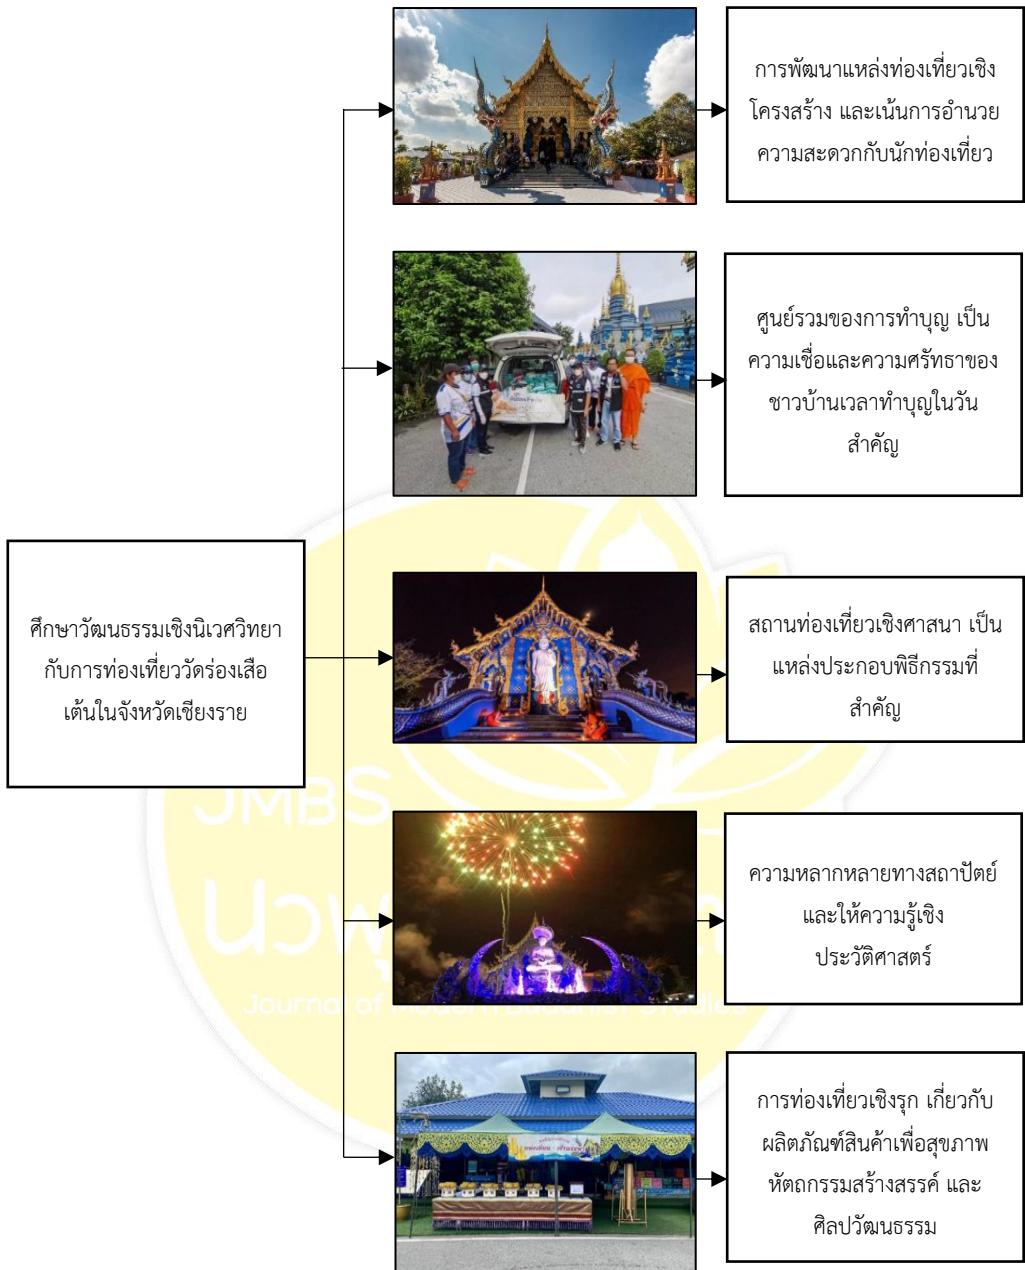 การพัฒนาแหล่งท่องเที่ยวเชิง
โครงสร้าง และเน้นการอำนวย
ความสะดวกกับนักท่องเที่ยว
ศูนย์รวมของการทำบุญ เป็น
ความเชื่อและความศรัทธาของ
ชาวบ้านเวลาทำบุญในวัน
สำคัญ
ศึกษาวัฒนธรรมเชิงนิเวศวิทยา
กับการท่องเที่ยววัดร่องเสือ
เต้นในจังหวัดเชียงราย
สถานท่องเที่ยวเชิงศาสนา เป็น
แหล่งประกอบพิธีกรรมที่
สำคัญ
JMBS
ความหลากหลายทางสถาปัตย์
และให้ความรู้เชิง
ประวัติศาสตร์
นวพุ
Journal of Modern Buddhist Studies
การท่องเที่ยวเชิงรุก เกี่ยวกับ
ผลิตภัณฑ์สินค้าเพื่อสุขภาพ
หัตถกรรมสร้างสรรค์ และ
ศิลปวัฒนธรรม